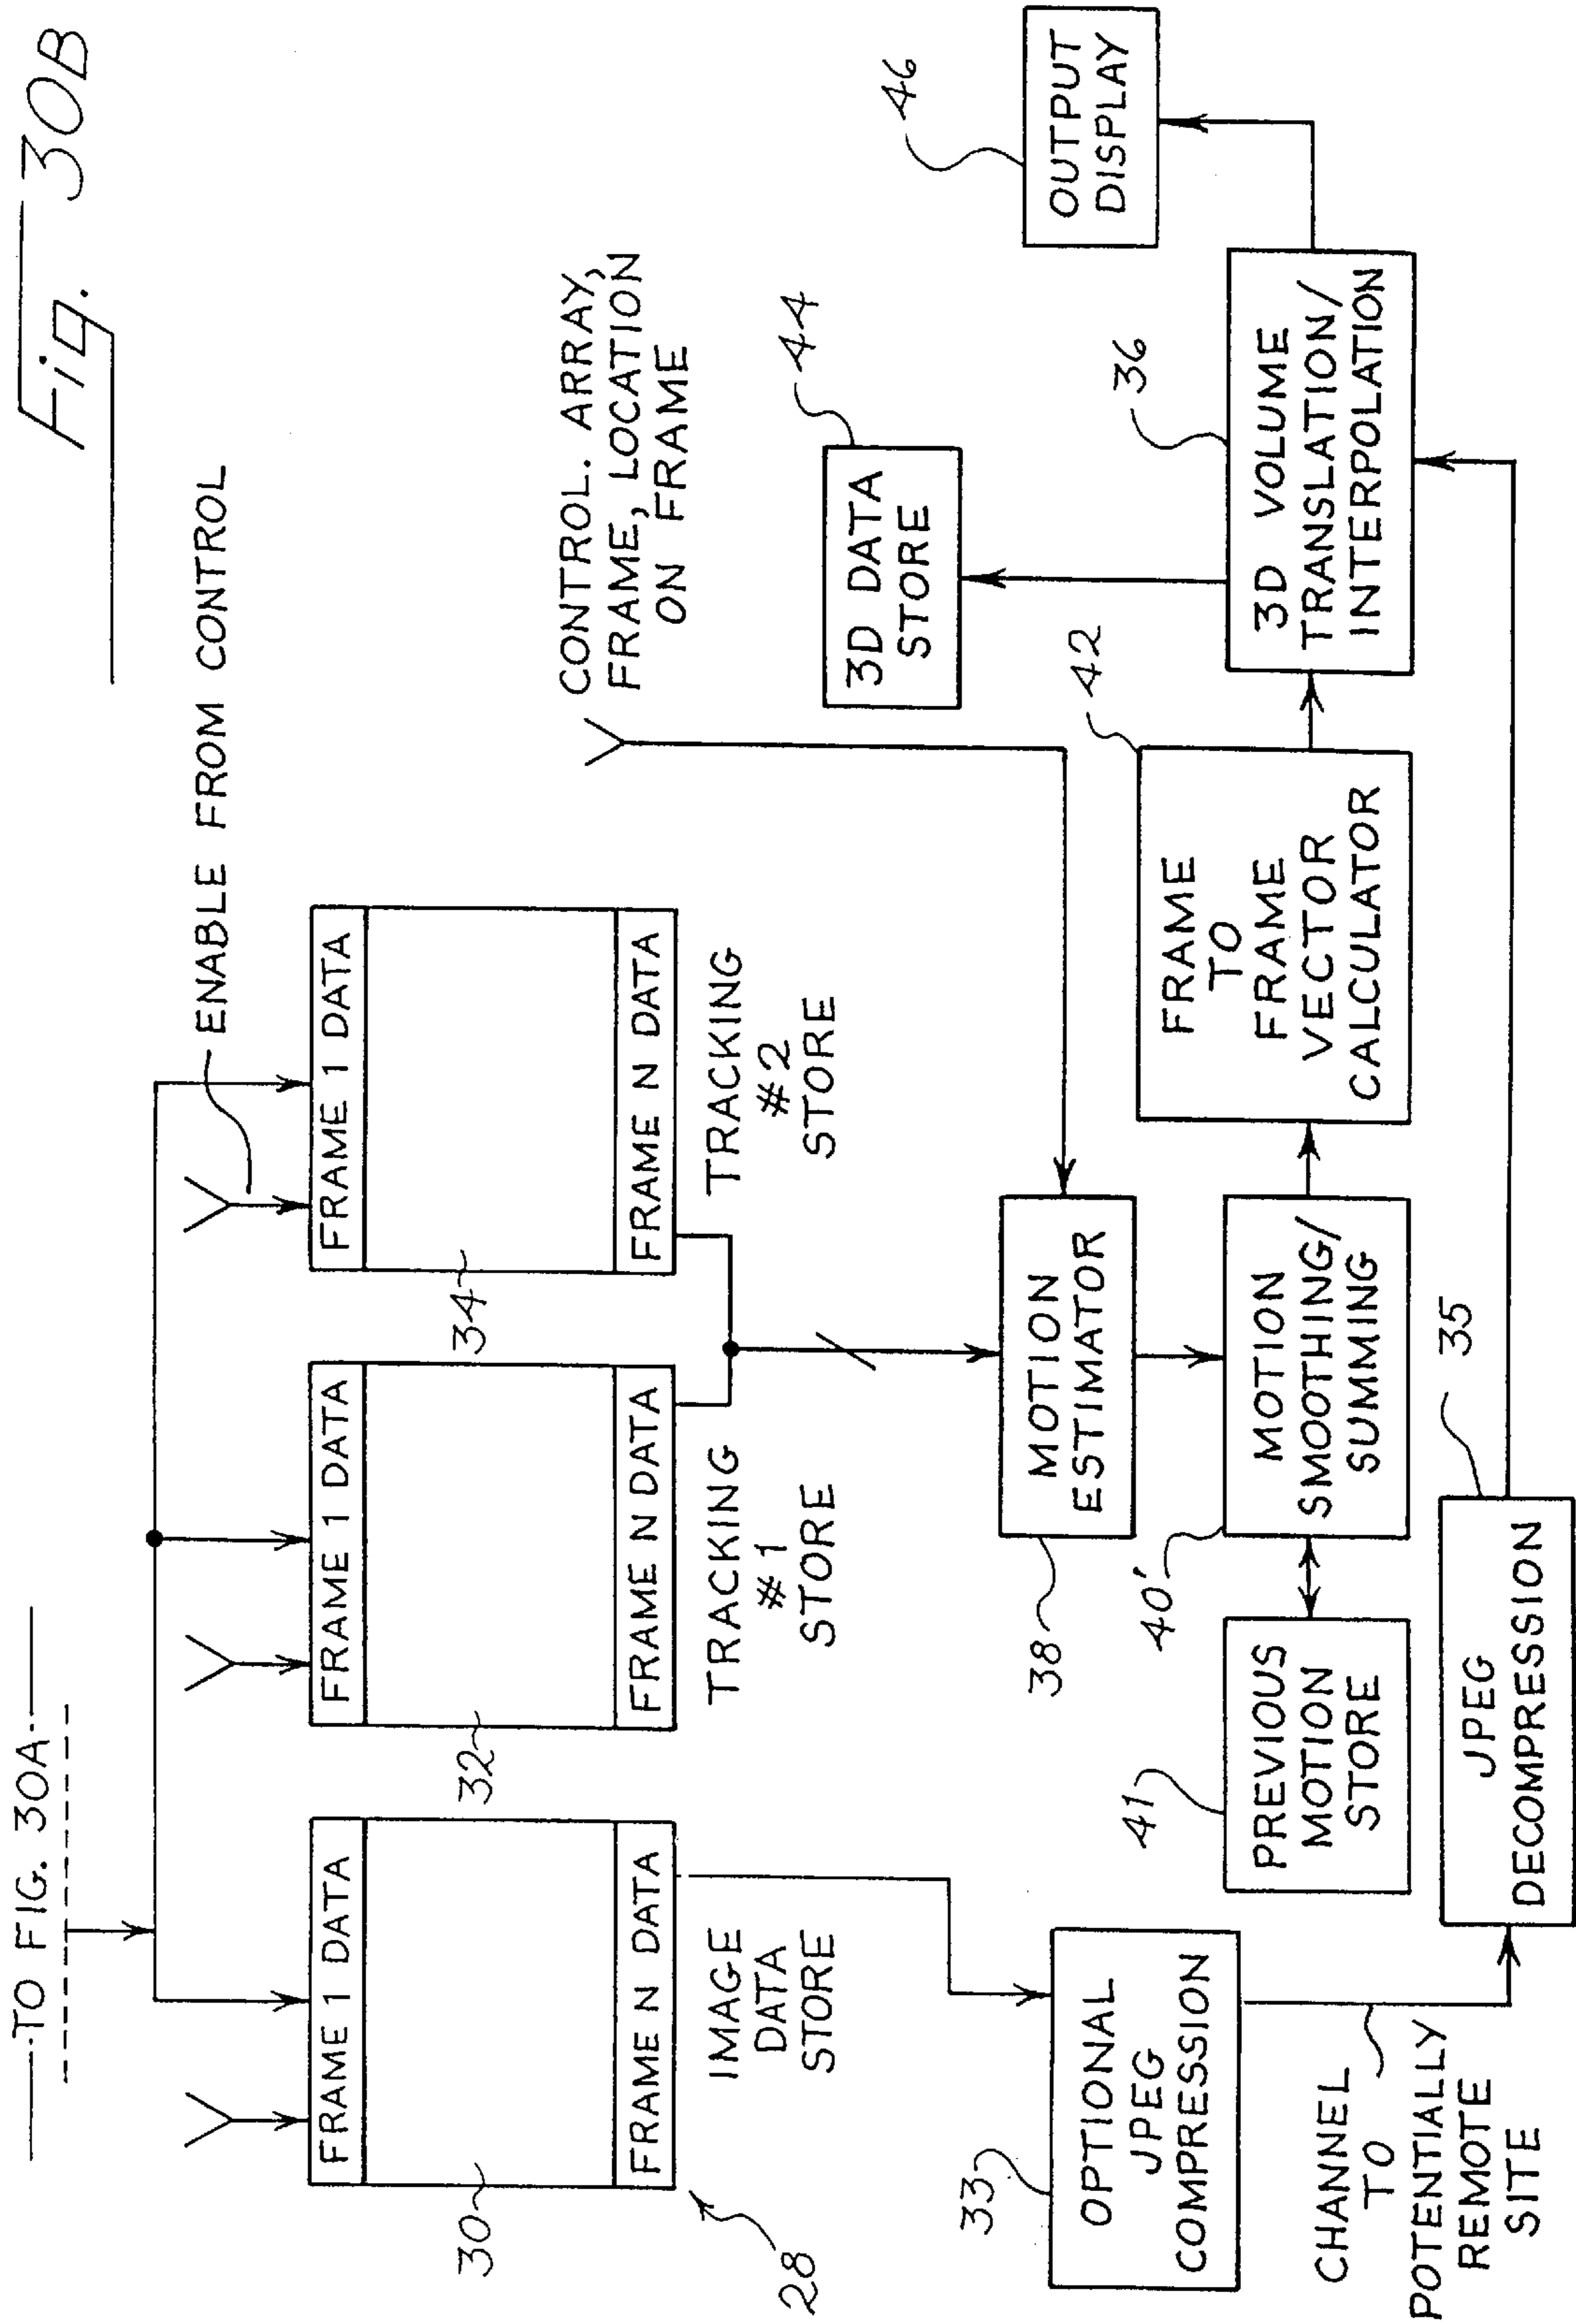 Fig. 30B
TO FIG. 30A
ENABLE FROM CONTROL
FRAME 1 DATA
FRAME 1 DATA
FRAME 1 DATA
30
32
34
FRAME N DATA
FRAME N DATA
FRAME N DATA
28
IMAGE
DATA
STORE
TRACKING
#1
STORE
TRACKING
#2
STORE
CONTROL. ARRAY,
FRAME, LOCATION
ON FRAME
33
OPTIONAL
JPEG
COMPRESSION
38
MOTION
ESTIMATOR
44
3D DATA
STORE
46
OUTPUT
DISPLAY
41
PREVIOUS
MOTION
STORE
40'
MOTION
SMOOTHING/
SUMMING
42
FRAME
TO
FRAME
VECTOR
CALCULATOR
36
3D VOLUME
TRANSLATION/
INTERPOLATION
CHANNEL
TO
POTENTIALLY
REMOTE
SITE
35
JPEG
DECOMPRESSION